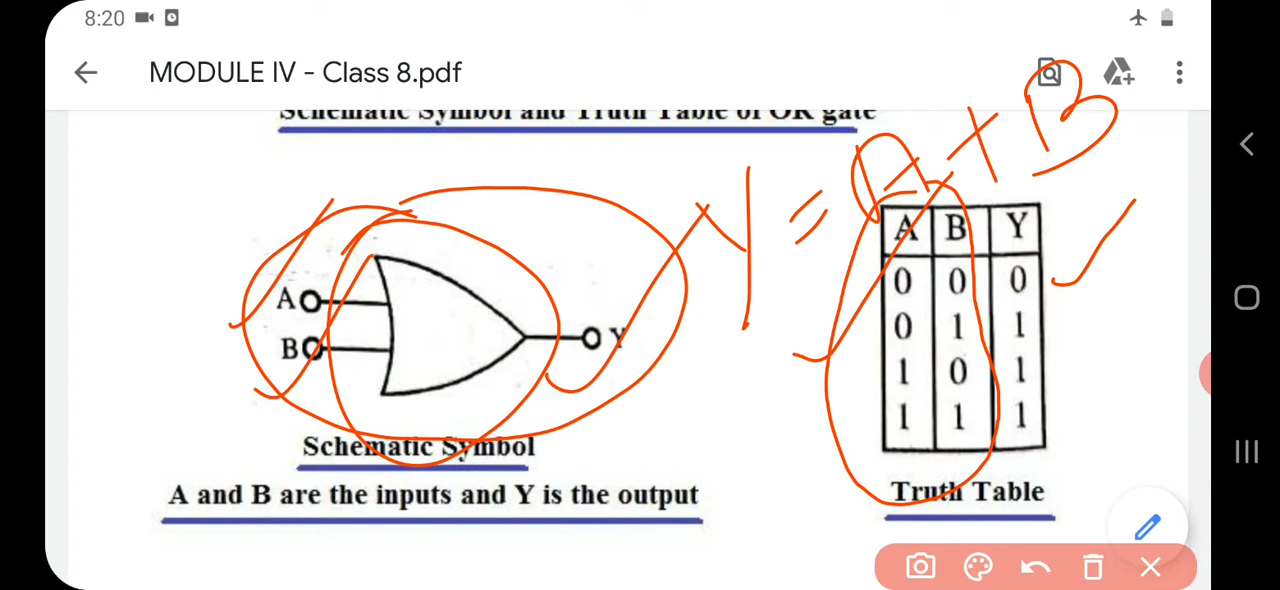 8:20
MODULE IV - Class 8.pdf
Schematic Symbol and Truth Table of OR gate
Y = A + B
A B Y
A
0 0 0
0 1 1
B
Y
1 0 1
1 1 1
Schematic Symbol
A and B are the inputs and Y is the output
Truth Table